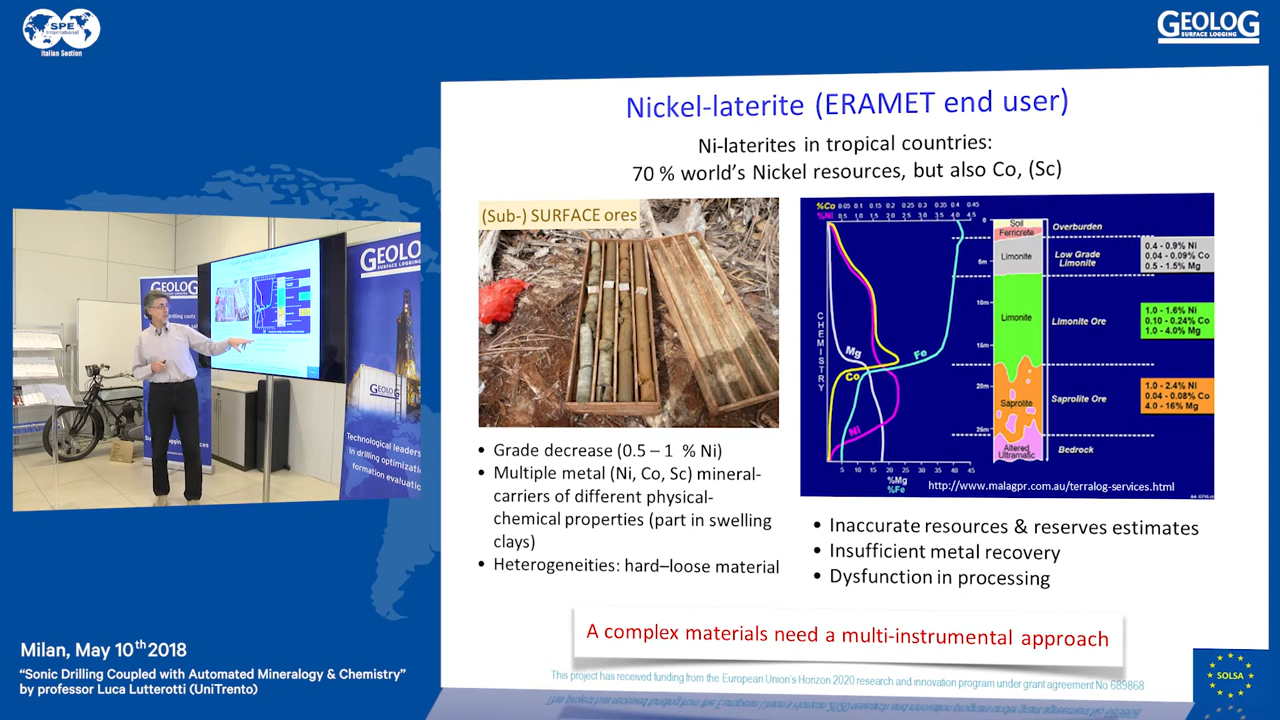 SPE
International
Italian Section
GEOLOG
SURFACE LOGGING
Nickel-laterite (ERAMET end user)
Ni-laterites in tropical countries:
70 % world's Nickel resources, but also Co, (Sc)
(Sub-) SURFACE ores
%Co 0.05 0.1 0.15 0.2 0.25 0.3 0.35 0.4 0.45
%Ni 0.5 1.0 1.5 2.0 2.5 3.0 3.5 4.0 4.5
CHEMISTRY
Mg
Co
Fe
Ni
5 10 15 20 25 30 35 40 45
%Mg
%Fe
0
5m
10m
15m
20m
25m
Soil
Ferricrete
Limonite
Limonite
Saprolite
Altered
Ultramafic
Overburden
Low Grade
Limonite
Limonite Ore
Saprolite Ore
Bedrock
0.4 - 0.9% Ni
0.04 - 0.09% Co
0.5 - 1.5% Mg
1.0 - 1.6% Ni
0.10 - 0.24% Co
1.0 - 4.0% Mg
1.0 - 2.4% Ni
0.04 - 0.08% Co
4.0 - 16% Mg
http://www.malagpr.com.au/terralog-services.html
• Grade decrease (0.5 – 1 % Ni)
• Multiple metal (Ni, Co, Sc) mineral-
carriers of different physical-
chemical properties (part in swelling
clays)
• Heterogeneities: hard–loose material
• Inaccurate resources & reserves estimates
• Insufficient metal recovery
• Dysfunction in processing
A complex materials need a multi-instrumental approach
This project has received funding from the European Union's Horizon 2020 research and innovation program under grant agreement No 689868
SOLSA
GEOLOG
SURFACE LOGGING
GEOLOG
GEOLOG
Technological leaders
in drilling optimizati
formation evaluatio
Milan, May 10th 2018
"Sonic Drilling Coupled with Automated Mineralogy & Chemistry"
by professor Luca Lutterotti (UniTrento)